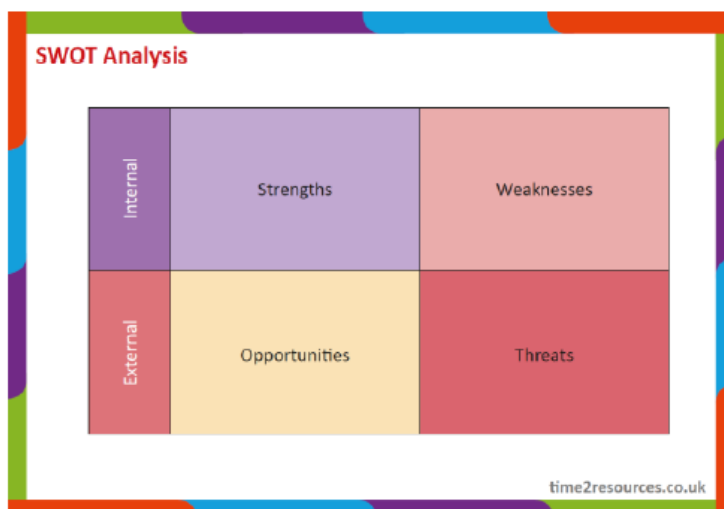 SWOT Analysis
Internal
Strengths
Weaknesses
External
Opportunities
Threats
time2resources.co.uk